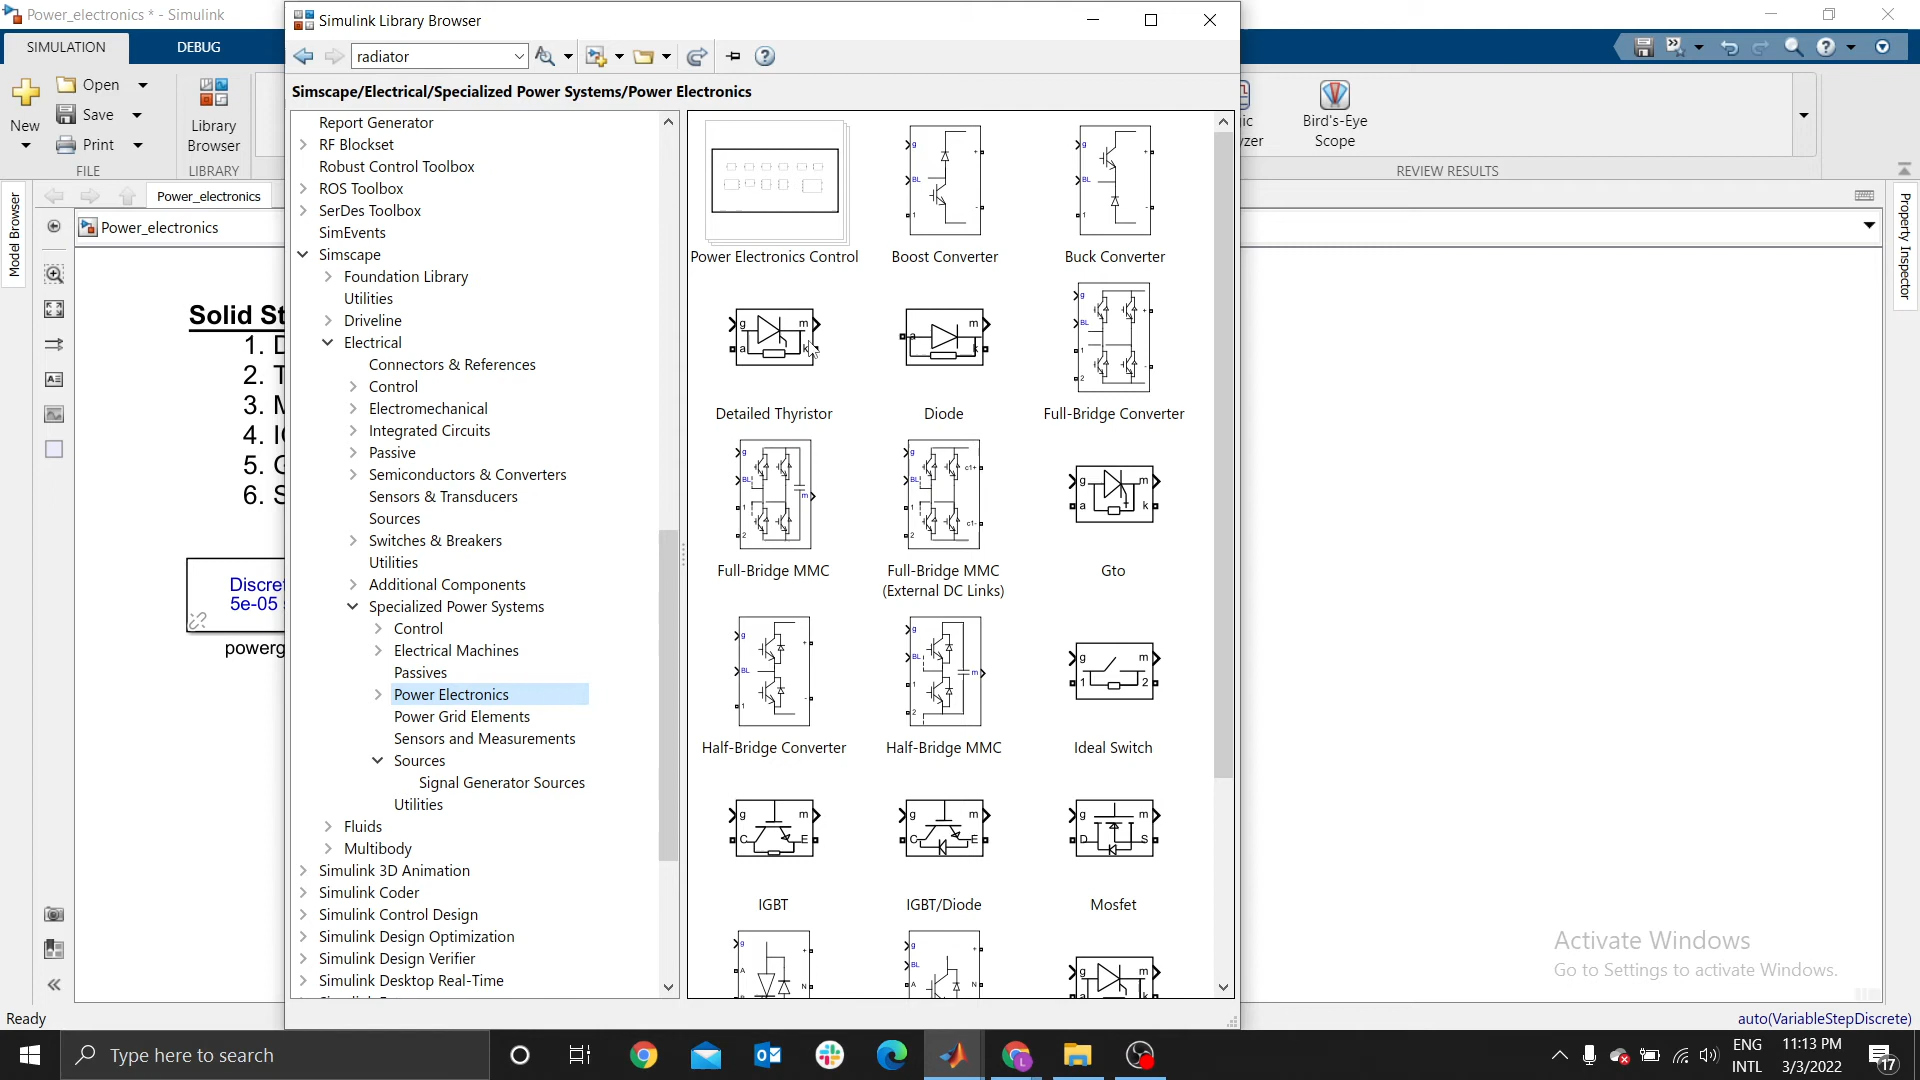 Power_electronics * - Simulink
SIMULATION
DEBUG
New
Open
Save
Print
FILE
Library
Browser
LIBRARY
Simulink Library Browser
radiator
Simscape/Electrical/Specialized Power Systems/Power Electronics
Bird's-Eye
Scope
REVIEW RESULTS
Model Browser
Property Inspector
Power_electronics
Power_electronics
Solid St
1.
2. T
3.
4.
5.
6. S
Discre
5e-05
powerg
Report Generator
RF Blockset
Robust Control Toolbox
ROS Toolbox
SerDes Toolbox
SimEvents
Simscape
Foundation Library
Utilities
Driveline
Electrical
Connectors & References
Control
Electromechanical
Integrated Circuits
Passive
Semiconductors & Converters
Sensors & Transducers
Sources
Switches & Breakers
Utilities
Additional Components
Specialized Power Systems
Control
Electrical Machines
Passives
Power Electronics
Power Grid Elements
Sensors and Measurements
Sources
Signal Generator Sources
Utilities
Fluids
Multibody
Simulink 3D Animation
Simulink Coder
Simulink Control Design
Simulink Design Optimization
Simulink Design Verifier
Simulink Desktop Real-Time
Power Electronics Control
Boost Converter
Buck Converter
Detailed Thyristor
Diode
Full-Bridge Converter
Full-Bridge MMC
Full-Bridge MMC
(External DC Links)
Gto
Half-Bridge Converter
Half-Bridge MMC
Ideal Switch
IGBT
IGBT/Diode
Mosfet
Activate Windows
Go to Settings to activate Windows.
Ready
auto(VariableStepDiscrete)
Type here to search
ENG
INTL
11:13 PM
3/3/2022
17